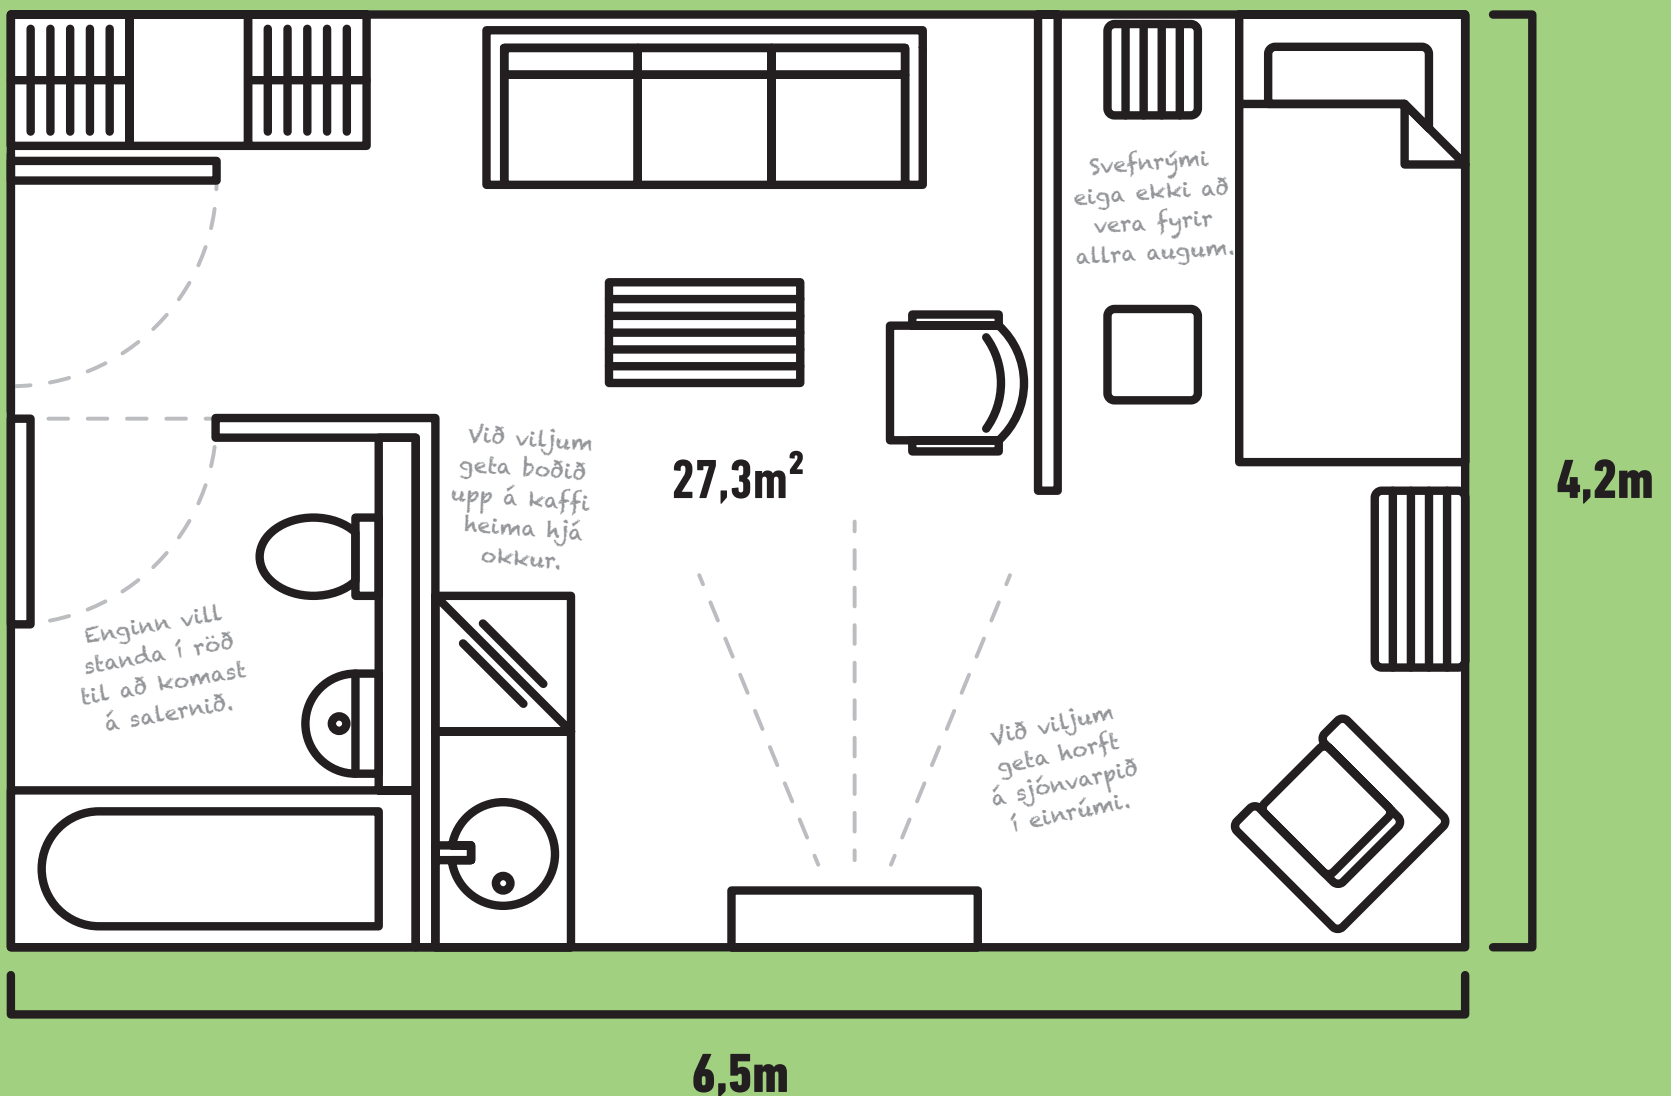 Svefnrými
eiga ekki að
vera fyrir
allra augum.
Við viljum
geta boðið
upp á kaffi
heima hjá
okkur.
27,3m²
4,2m
Enginn vill
standa í röð
til að komast
á salernið.
Við viljum
geta horft
á sjónvarpið
í einrúmi.
6,5m